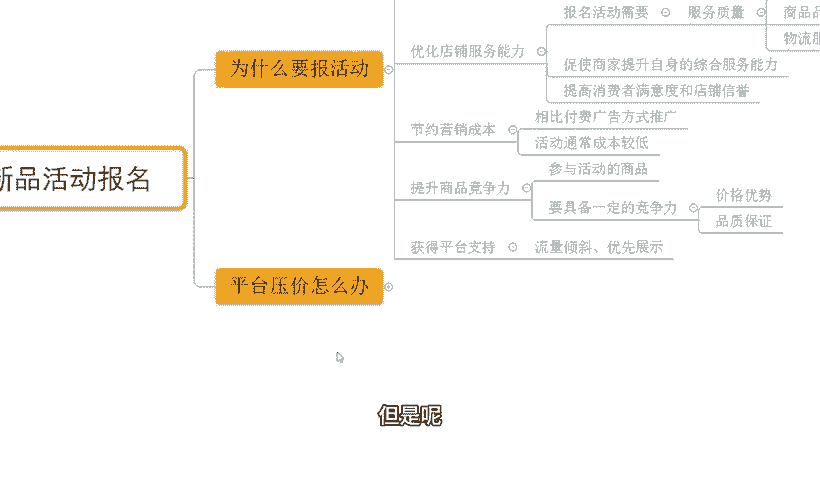 报名活动需要
服务质量
商品品
物流服
优化店铺服务能力
为什么要报活动
促使商家提升自身的综合服务能力
提高消费者满意度和店铺信誉
相比付费广告方式推广
节约营销成本
活动通常成本较低
参与活动的商品
新品活动报名
提升商品竞争力
价格优势
要具备一定的竞争力
品质保证
获得平台支持
流量倾斜、优先展示
平台压价怎么办
但是呢